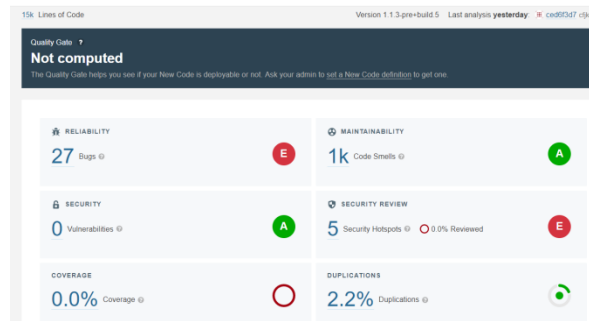 15k Lines of Code
Version 1.1.3-pre+build.5 Last analysis yesterday: ced6f3d7
Quality Gate ?
Not computed
The Quality Gate helps you see if your New Code is deployable or not. Ask your admin to set a New Code definition to get one.
RELIABILITY
27 Bugs
E
MAINTAINABILITY
1k Code Smells
A
SECURITY
0 Vulnerabilities
A
SECURITY REVIEW
5 Security Hotspots 0.0% Reviewed
E
COVERAGE
0.0% Coverage
DUPLICATIONS
2.2% Duplications